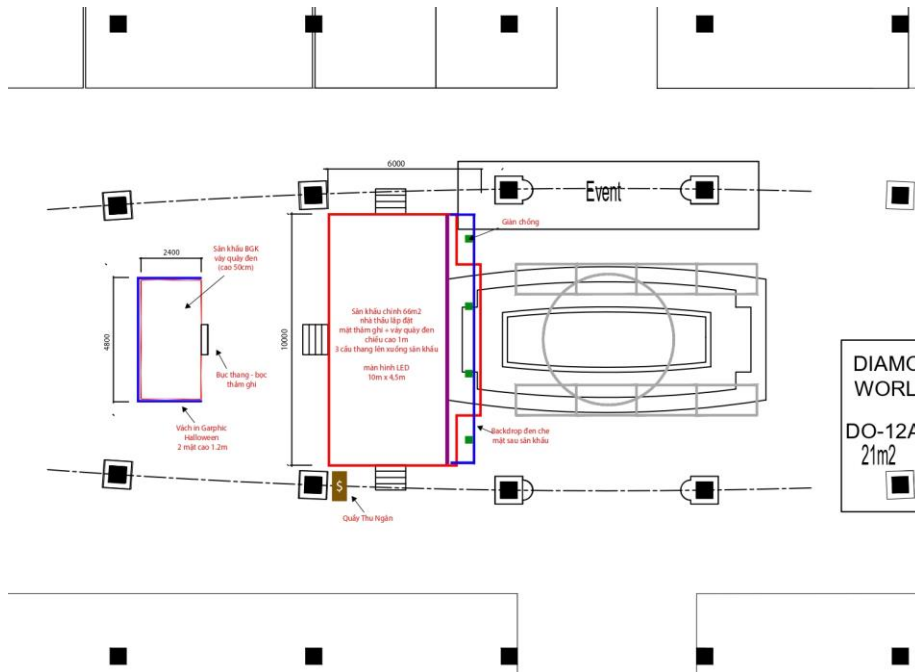 6000
Event
Giàn chống
Sân khấu BGK
váy quây đen
(cao 50cm)
2400
4800
10000
Sân khấu chính 66m2
nhà thầu lắp đặt
mặt thảm ghi + váy quây đen
chiều cao 1m
3 cầu thang lên xuống sân khấu
màn hình LED
10m x 4,5m
Bục thang - bọc
thảm ghi
DIAMO
WORL
DO-12A
21m2
Vách in Garphic
Halloween
2 mặt cao 1.2m
Backdrop đen che
mặt sau sân khấu
$
Quầy Thu Ngân